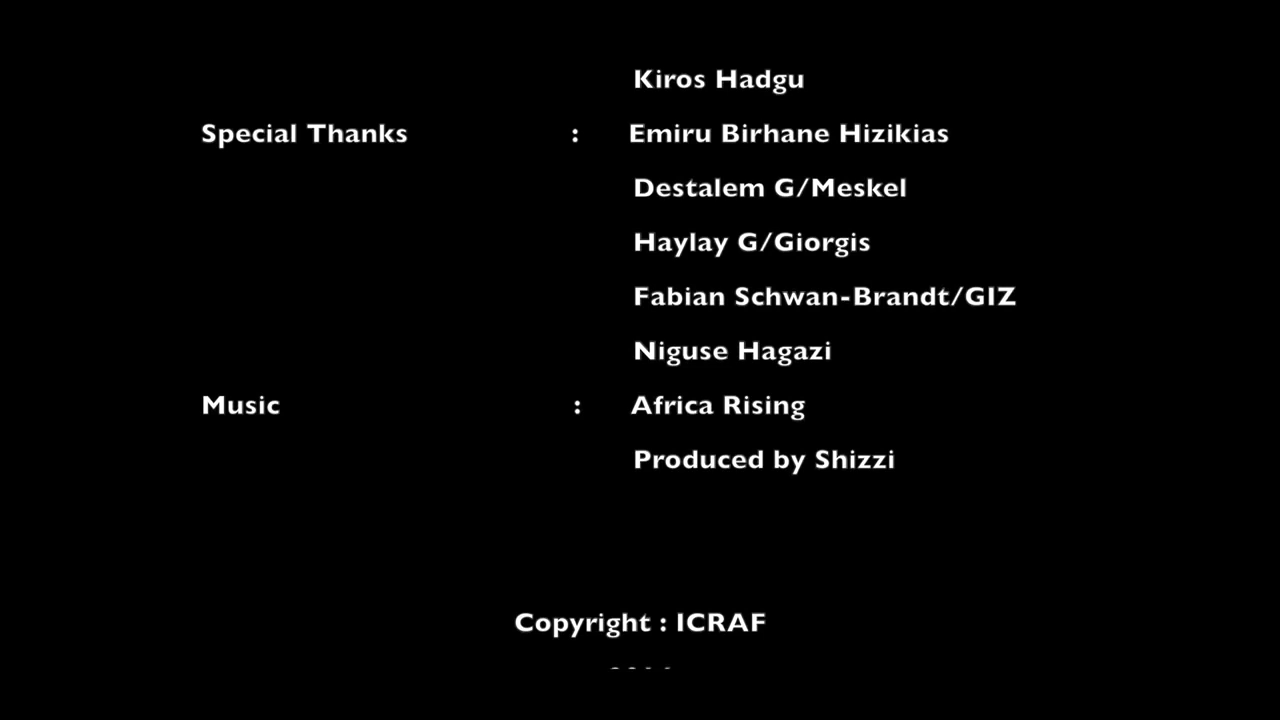 Kiros Hadgu
Special Thanks : Emiru Birhane Hizikias
Destalem G/Meskel
Haylay G/Giorgis
Fabian Schwan-Brandt/GIZ
Niguse Hagazi
Music : Africa Rising
Produced by Shizzi
Copyright : ICRAF